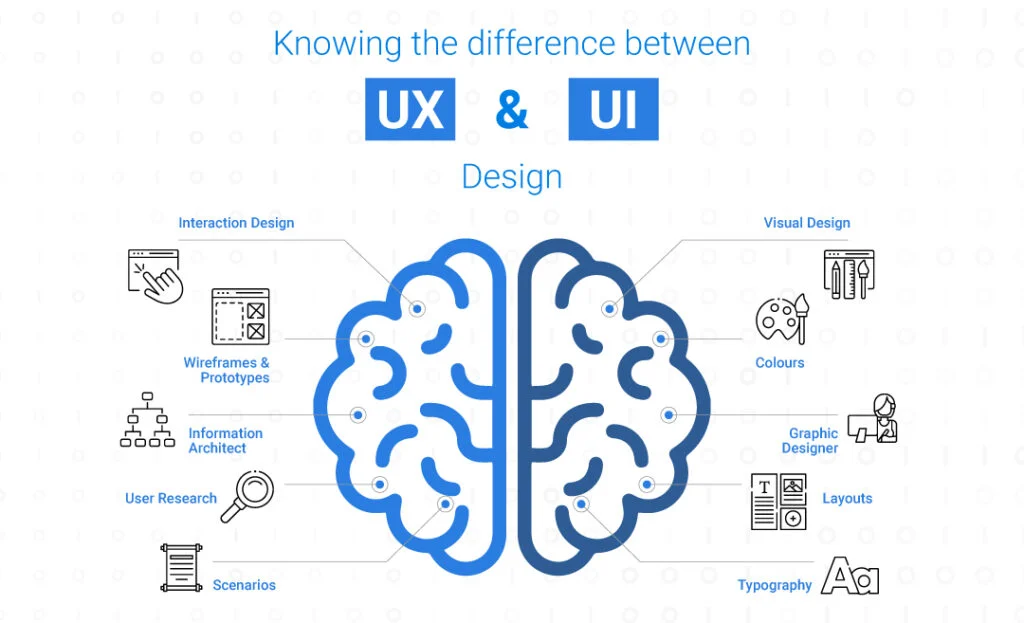 Knowing the difference between
UX & UI
Design
Interaction Design
Wireframes &
Prototypes
Information
Architect
User Research
Scenarios
Visual Design
Colours
Graphic
Designer
T
Layouts
Typography
Aa